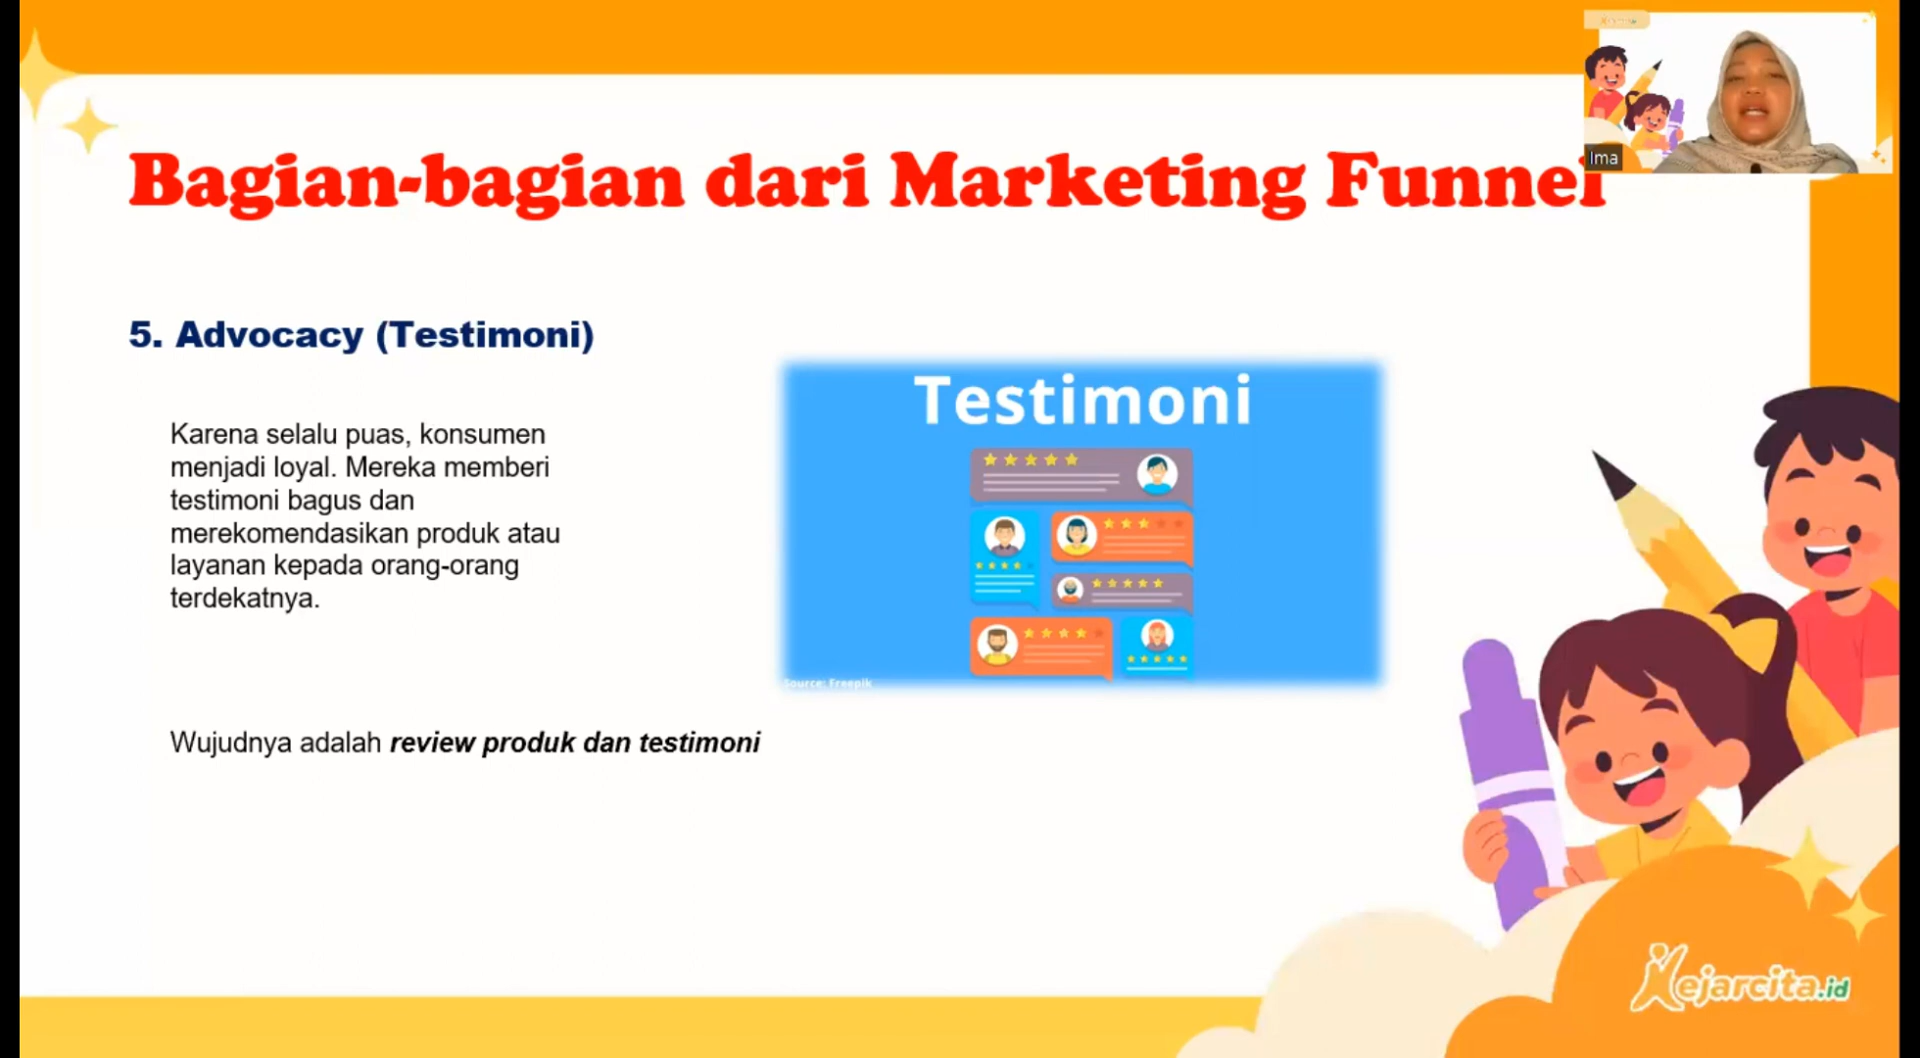 Bagian-bagian dari Marketing Funnel
Ima
5. Advocacy (Testimoni)
Karena selalu puas, konsumen
menjadi loyal. Mereka memberi
testimoni bagus dan
merekomendasikan produk atau
layanan kepada orang-orang
terdekatnya.
Testimoni
Source: Freepik
Wujudnya adalah review produk dan testimoni
Kejarcita.id